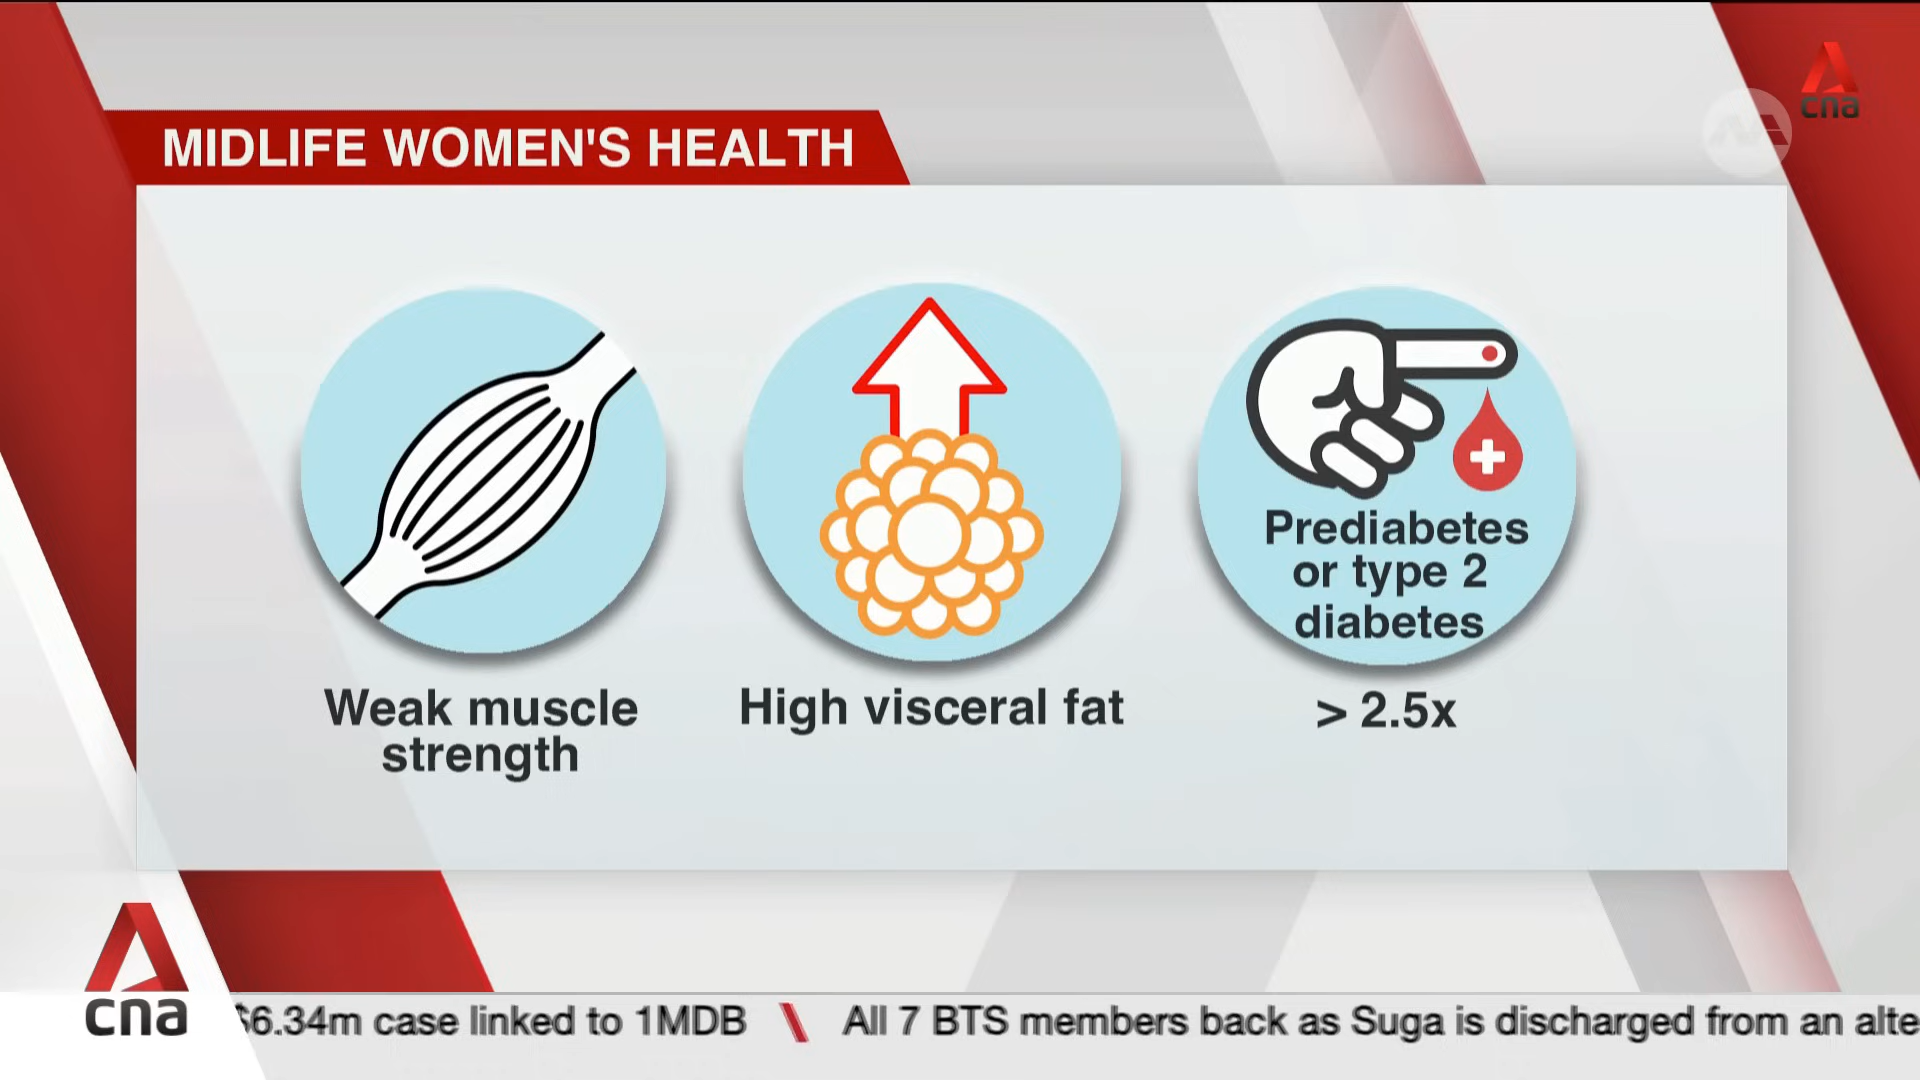 cna
MIDLIFE WOMEN'S HEALTH
Prediabetes
or type 2
diabetes
Weak muscle
strength
High visceral fat
> 2.5x
cna
$6.34m case linked to 1MDB
All 7 BTS members back as Suga is discharged from an alte